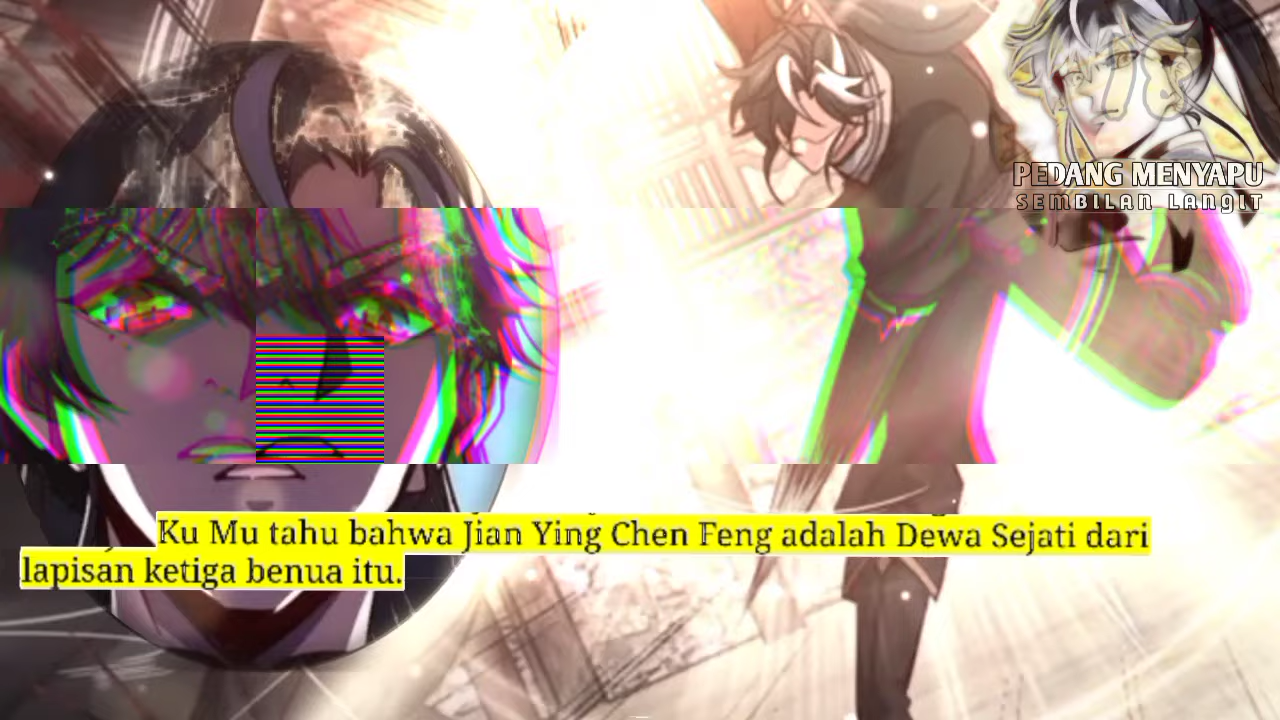 PEDANG MENYAPU
SEMBILAN LANGIT
Ku Mu tahu bahwa Jian Ying Chen Feng adalah Dewa Sejati dari
lapisan ketiga benua itu.